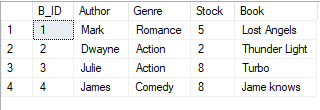 B_ID Author Genre Stock Book
1 1 Mark Romance 5 Lost Angels
2 2 Dwayne Action 2 Thunder Light
3 3 Julie Action 8 Turbo
4 4 James Comedy 8 Jame knows